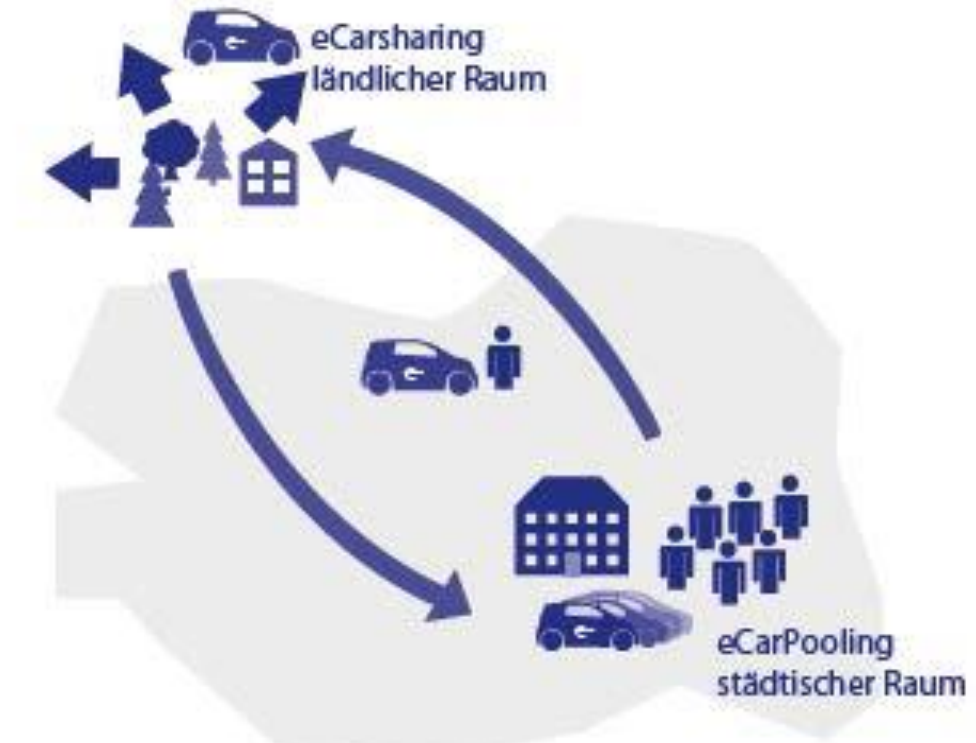 eCarsharing
ländlicher Raum
eCarPooling
städtischer Raum